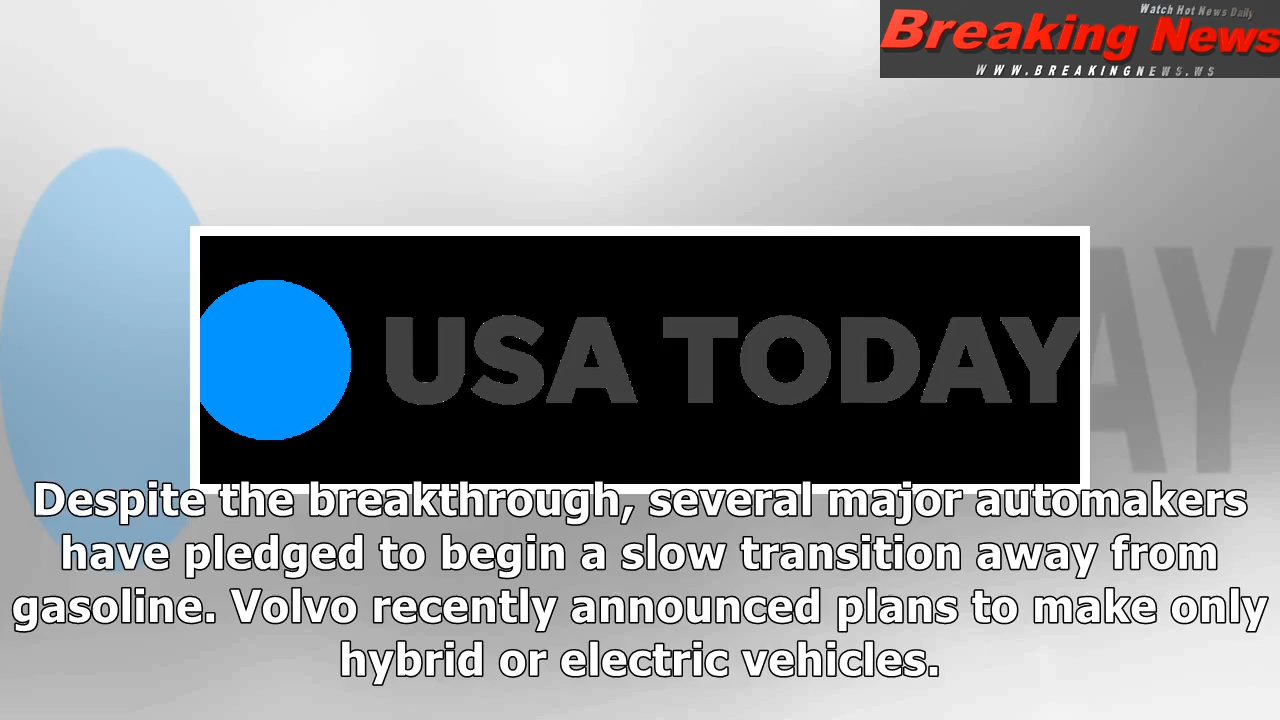 Watch Hot News Daily
Breaking News
WWW.BREAKINGNEWS.WS
USA TODAY
AY
Despite the breakthrough, several major automakers
have pledged to begin a slow transition away from
gasoline. Volvo recently announced plans to make only
hybrid or electric vehicles.